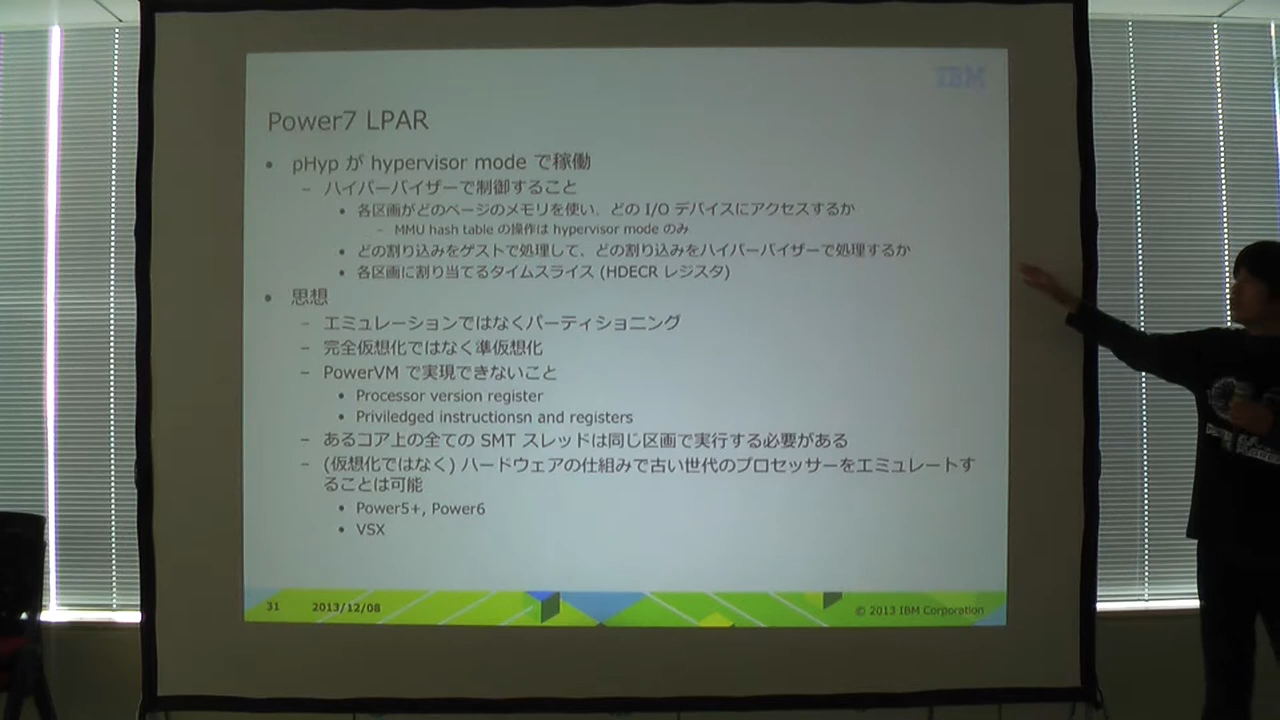 IBM
Power7 LPAR
• pHyp が hypervisor mode で稼働
– ハイパーバイザーで制御すること
• 各区画がどのページのメモリを使い、どの I/O デバイスにアクセスするか
– MMU hash table の操作は hypervisor mode のみ
• どの割り込みをゲストで処理して、どの割り込みをハイパーバイザーで処理するか
• 各区画に割り当てるタイムスライス (HDECR レジスタ)
• 思想
– エミュレーションではなくパーティショニング
– 完全仮想化ではなく準仮想化
– PowerVM で実現できないこと
• Processor version register
• Priviledged instructionsn and registers
– あるコア上の全ての SMT スレッドは同じ区画で実行する必要がある
– (仮想化ではなく) ハードウェアの仕組みで古い世代のプロセッサーをエミュレートす
ることは可能
• Power5+, Power6
• VSX
31 2013/12/08 © 2013 IBM Corporation